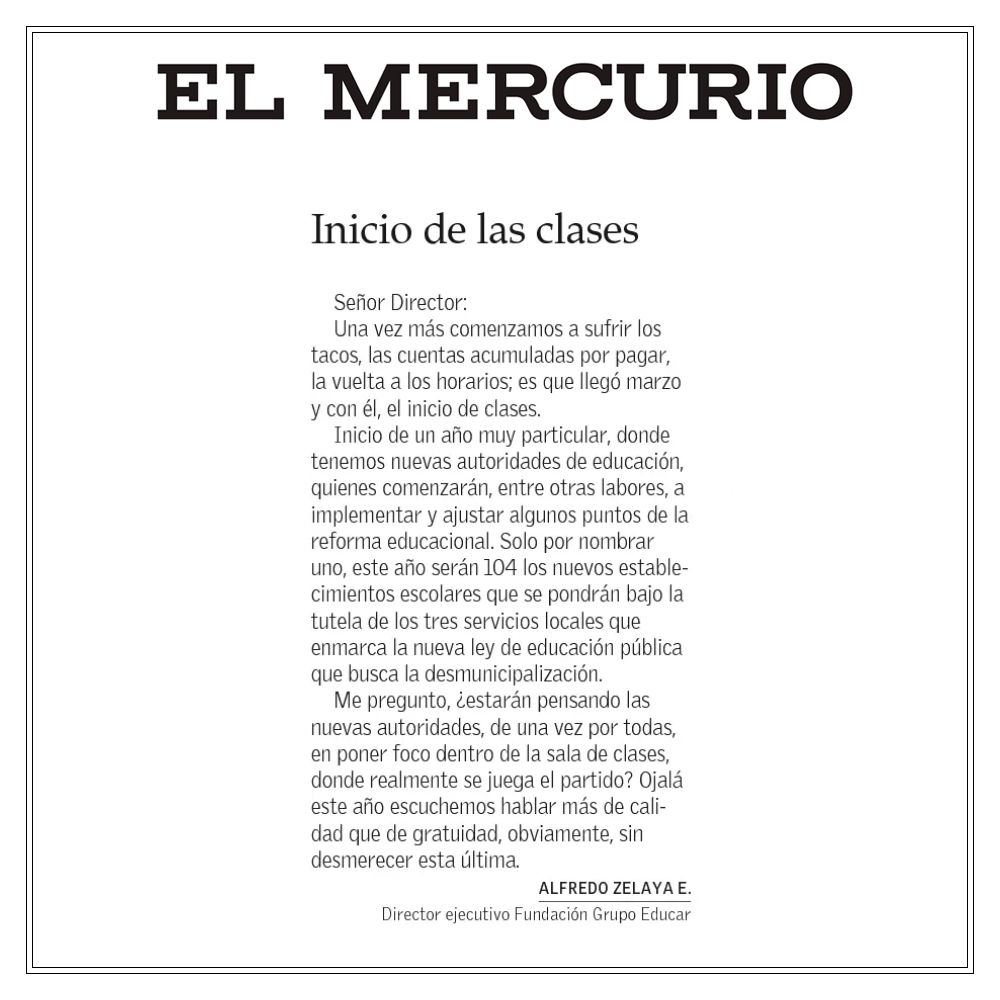 EL MERCURIO
Inicio de las clases
Señor Director:
Una vez más comenzamos a sufrir los
tacos, las cuentas acumuladas por pagar,
la vuelta a los horarios; es que llegó marzo
y con él, el inicio de clases.
Inicio de un año muy particular, donde
tenemos nuevas autoridades de educación,
quienes comenzarán, entre otras labores, a
implementar y ajustar algunos puntos de la
reforma educacional. Solo por nombrar
uno, este año serán 104 los nuevos estable-
cimientos escolares que se pondrán bajo la
tutela de los tres servicios locales que
enmarca la nueva ley de educación pública
que busca la desmunicipalización.
Me pregunto, ¿estarán pensando las
nuevas autoridades, de una vez por todas,
en poner foco dentro de la sala de clases,
donde realmente se juega el partido? Ojalá
este año escuchemos hablar más de cali-
dad que de gratuidad, obviamente, sin
desmerecer esta última.
ALFREDO ZELAYA E.
Director ejecutivo Fundación Grupo Educar